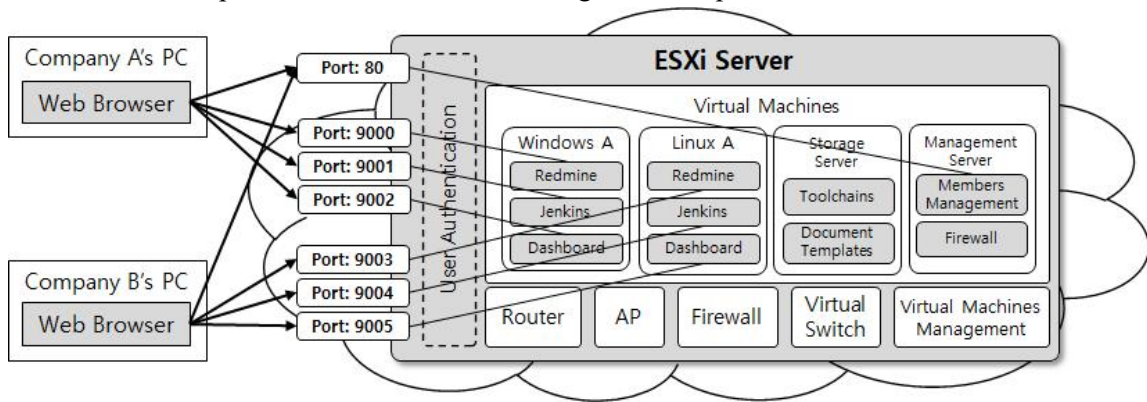 Company A's PC
Web Browser
Company B's PC
Web Browser
Port: 80
Port: 9000
Port: 9001
Port: 9002
Port: 9003
Port: 9004
Port: 9005
User Authentication
ESXi Server
Virtual Machines
Windows A
Redmine
Jenkins
Dashboard
Linux A
Redmine
Jenkins
Dashboard
Storage
Server
Toolchains
Document
Templates
Management
Server
Members
Management
Firewall
Router
AP
Firewall
Virtual
Switch
Virtual Machines
Management